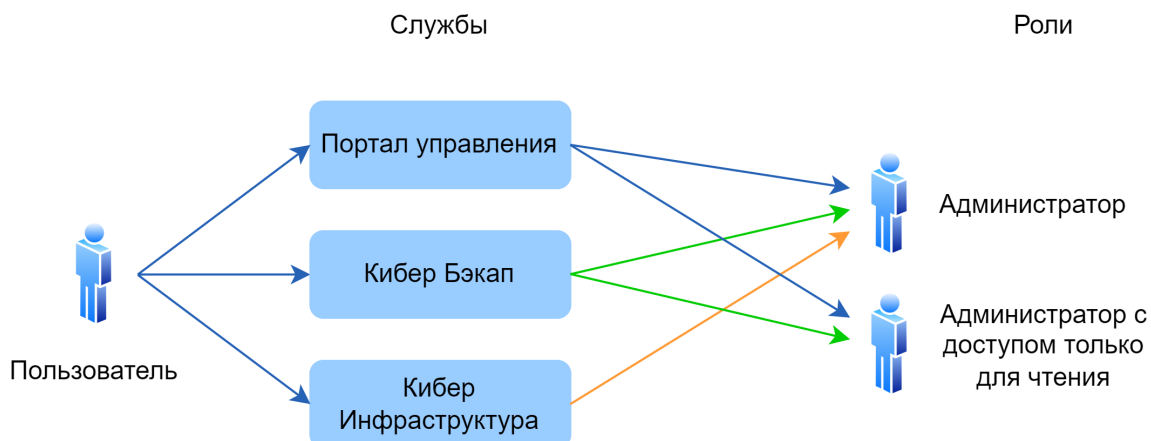 Службы
Роли
Портал управления
Администратор
Кибер Бэкап
Администратор с
доступом только
для чтения
Пользователь
Кибер
Инфраструктура